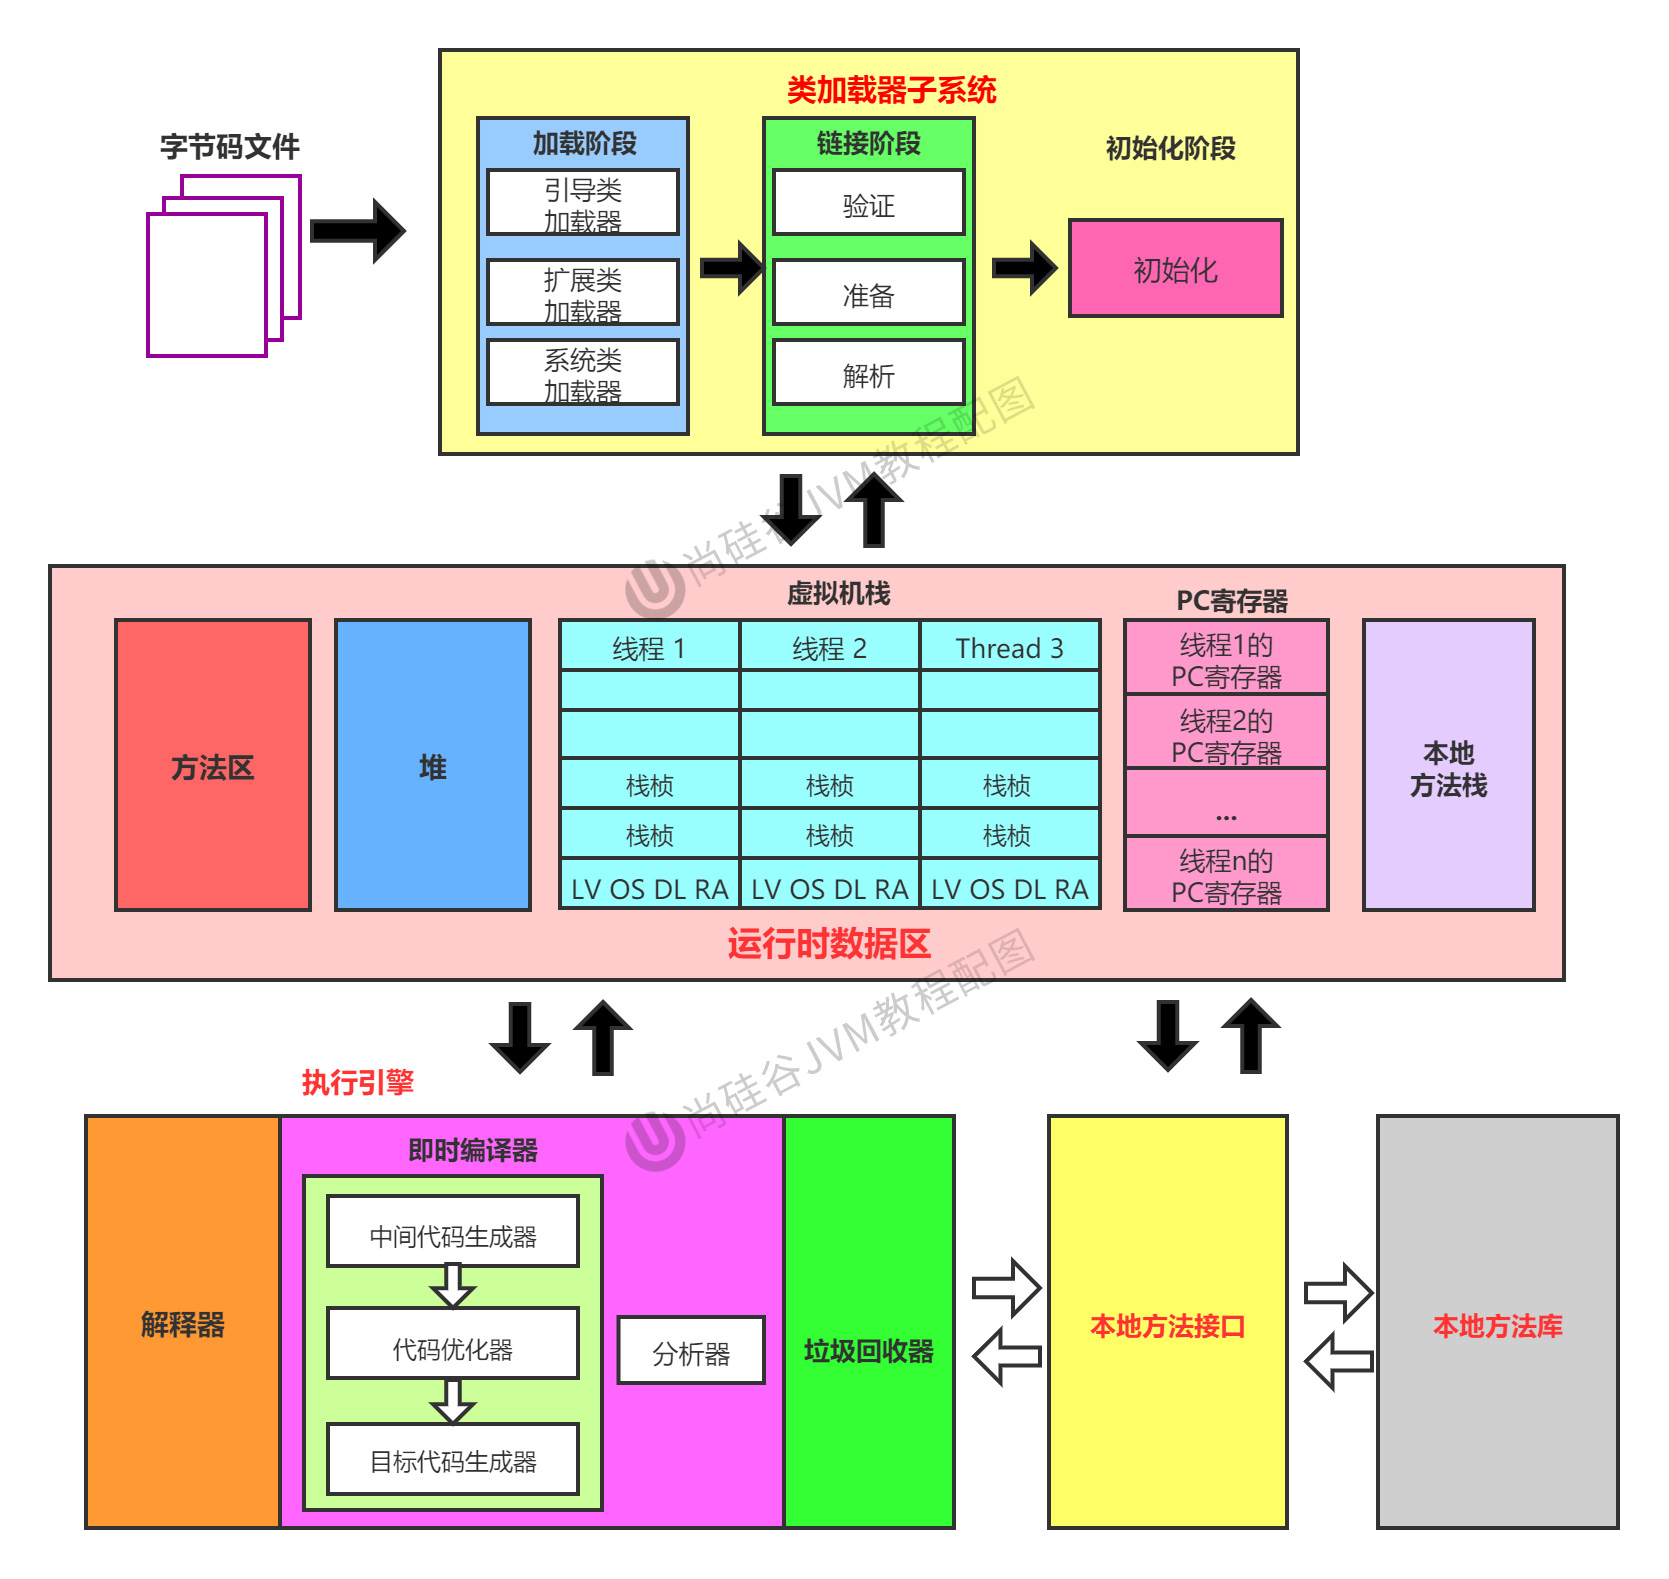 类加载器子系统
字节码文件
加载阶段
引导类
加载器
扩展类
加载器
系统类
加载器
链接阶段
验证
准备
解析
初始化阶段
初始化
尚硅谷JVM教程配图
虚拟机栈
PC寄存器
方法区
堆
线程 1
线程 2
Thread 3
栈桢
栈桢
栈桢
栈桢
栈桢
栈桢
LV OS DL RA
LV OS DL RA
LV OS DL RA
线程1的
PC寄存器
线程2的
PC寄存器
...
线程n的
PC寄存器
本地
方法栈
运行时数据区
尚硅谷JVM教程配图
执行引擎
解释器
即时编译器
中间代码生成器
代码优化器
目标代码生成器
分析器
垃圾回收器
本地方法接口
本地方法库